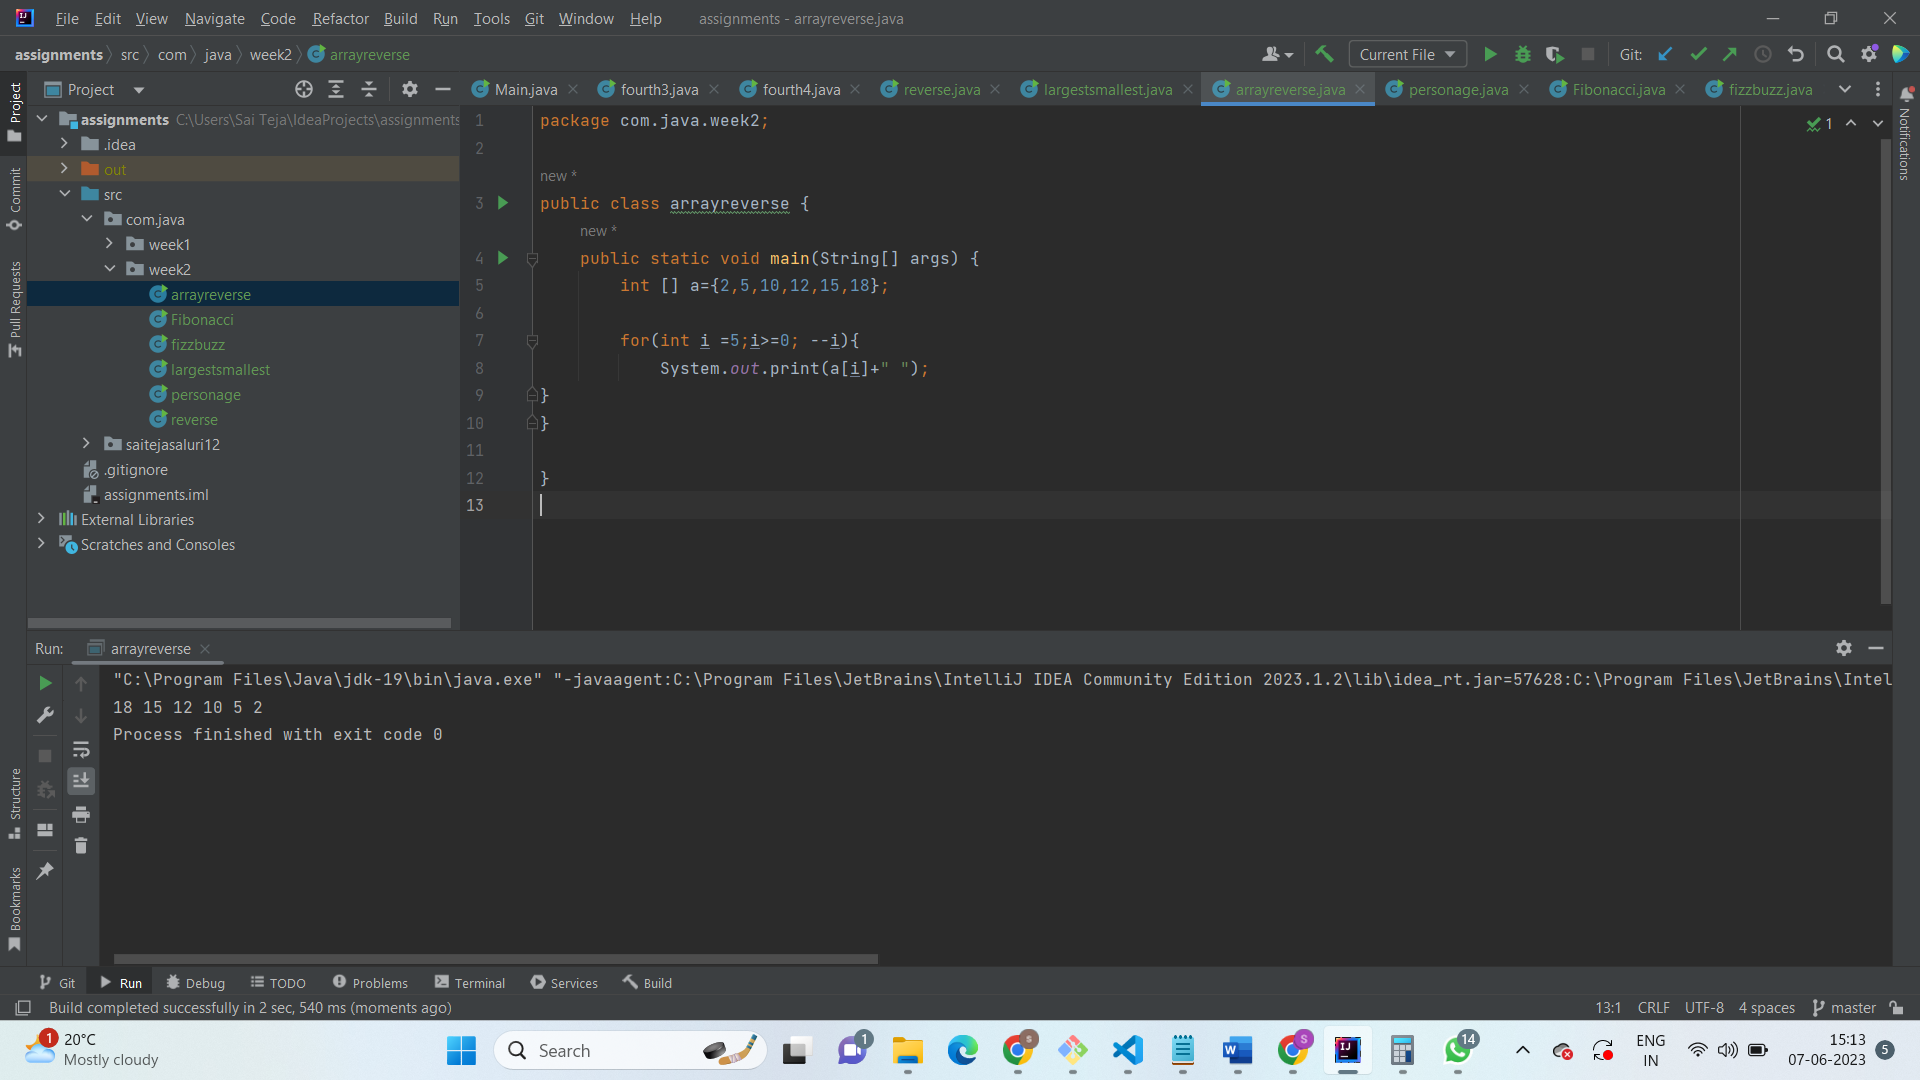 File Edit View Navigate Code Refactor Build Run Tools Git Window Help assignments - arrayreverse.java
assignments src com java week2 arrayreverse Current File Git:
Project
Main.java fourth3.java fourth4.java reverse.java largestsmallest.java arrayreverse.java personage.java Fibonacci.java fizzbuzz.java
Project
Commit
Pull Requests
Structure
Bookmarks
Notifications
assignments C:\Users\Sai Teja\IdeaProjects\assignments
.idea
out
src
com.java
week1
week2
arrayreverse
Fibonacci
fizzbuzz
largestsmallest
personage
reverse
saitejasaluri12
.gitignore
assignments.iml
External Libraries
Scratches and Consoles
1 package com.java.week2;
2
new *
3 public class arrayreverse {
new *
4 public static void main(String[] args) {
5 int [] a={2,5,10,12,15,18};
6
7 for(int i =5;i>=0; --i){
8 System.out.print(a[i]+" ");
9 }
10 }
11
12 }
13
1
Run: arrayreverse
"C:\Program Files\Java\jdk-19\bin\java.exe" "-javaagent:C:\Program Files\JetBrains\IntelliJ IDEA Community Edition 2023.1.2\lib\idea_rt.jar=57628:C:\Program Files\JetBrains\Intel
18 15 12 10 5 2
Process finished with exit code 0
Git Run Debug TODO Problems Terminal Services Build
Build completed successfully in 2 sec, 540 ms (moments ago) 13:1 CRLF UTF-8 4 spaces master
1 20°C
Mostly cloudy
Search
1
S
S
14
ENG
IN
15:13
07-06-2023
5